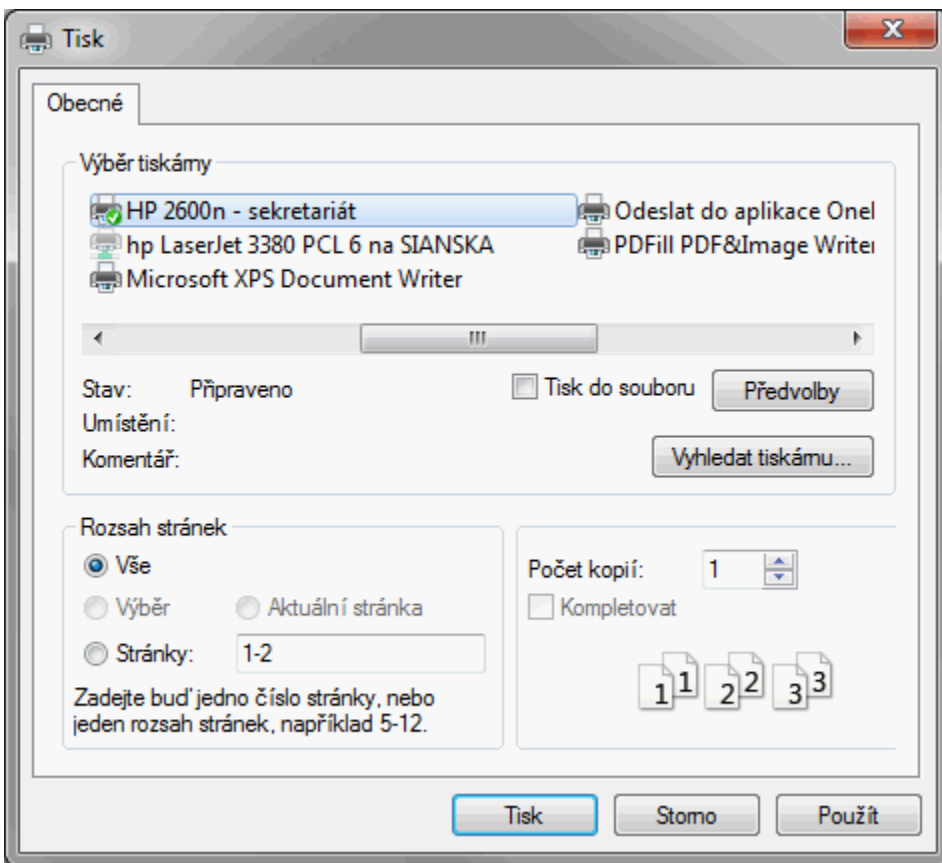 Tisk
Obecné
Výběr tiskárny
HP 2600n - sekretariát
hp LaserJet 3380 PCL 6 na SIANSKA
Microsoft XPS Document Writer
Odeslat do aplikace
PDFill PDF&Image Writer
Stav: Připraveno
Umístění:
Komentář:
Tisk do souboru
Předvolby
Vyhledat tiskárnu...
Rozsah stránek
Vše
Výběr Aktuální stránka
Stránky: 1-2
Zadejte buď jedno číslo stránky, nebo
jeden rozsah stránek, například 5-12.
Počet kopií: 1
Kompletovat
1 1 2 2 3 3
Tisk Storno Použít